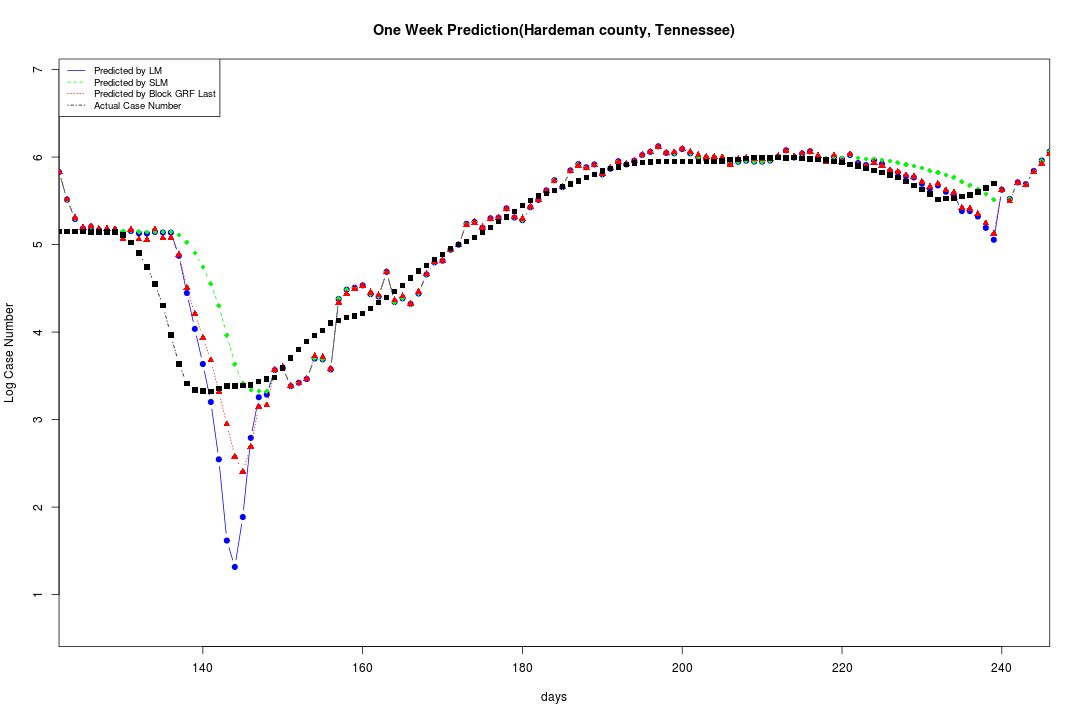 One Week Prediction(Hardeman county, Tennessee)
Predicted by LM
Predicted by SLM
Predicted by Block GRF Last
Actual Case Number
7
6
5
4
3
2
1
Log Case Number
140 160 180 200 220 240
days